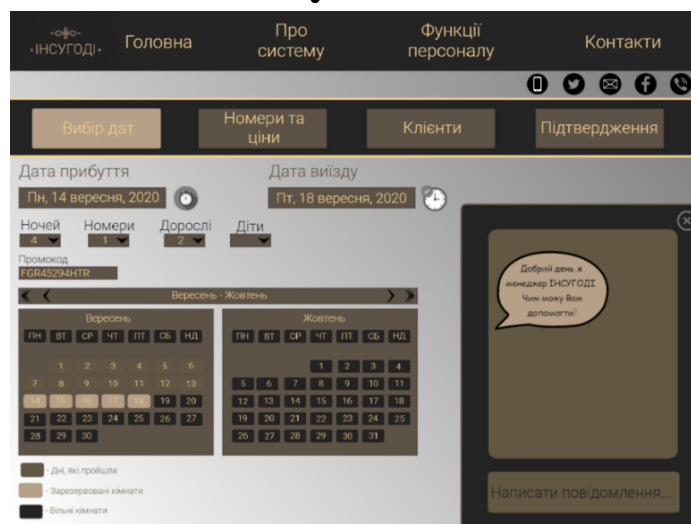 ·ІНСУГОДІ· Головна Про системy Функції персоналу Контакти
Вибір дат Номери та ціни Клієнти Підтвердження
Дата прибуття Дата виїзду
Пн, 14 вересня, 2020 Пт, 18 вересня, 2020
Ночей Номери Дорослі Діти
4 1 2
Промокод
FGR45294HTR
Вересень - Жовтень
Вересень Жовтень
ПН ВТ СР ЧТ ПТ СБ НД ПН ВТ СР ЧТ ПТ СБ НД
1 2 3 4 5 6 1 2 3 4
7 8 9 10 11 12 13 5 6 7 8 9 10 11
14 15 16 17 18 19 20 12 13 14 15 16 17 18
21 22 23 24 25 26 27 19 20 21 22 23 24 25
28 29 30 26 27 28 29 30 31
- Дні, які пройшли
- Зарезервовані кімнати
- Вільні кімнати
Добрий день, я
менеджер ІНСУГОДІ.
Чим можу Вам
допомогти?
Написати повідомлення...